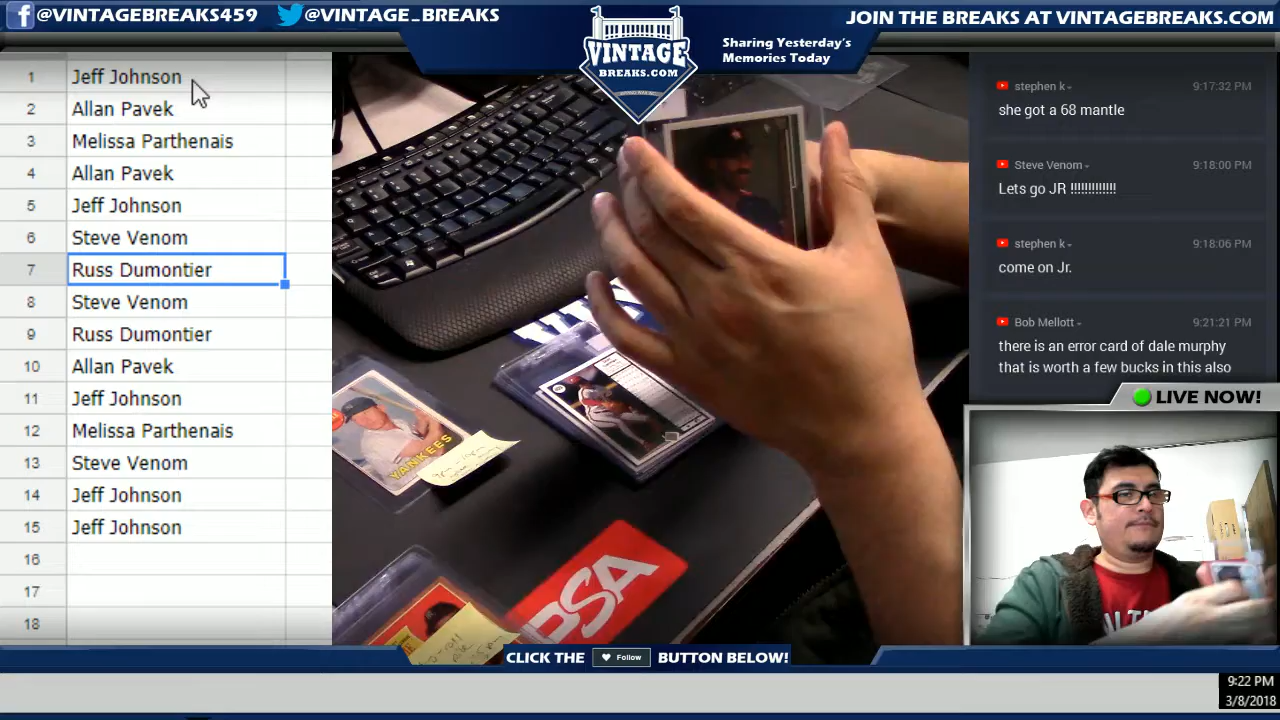 @VINTAGEBREAKS459
@VINTAGE_BREAKS
VINTAGE
BREAKS.COM
Sharing Yesterday's
Memories Today
JOIN THE BREAKS AT VINTAGEBREAKS.COM
1 Jeff Johnson
2 Allan Pavek
3 Melissa Parthenais
4 Allan Pavek
5 Jeff Johnson
6 Steve Venom
7 Russ Dumontier
8 Steve Venom
9 Russ Dumontier
10 Allan Pavek
11 Jeff Johnson
12 Melissa Parthenais
13 Steve Venom
14 Jeff Johnson
15 Jeff Johnson
16
17
18
YANKEES
PSA
stephen k 9:17:32 PM
she got a 68 mantle
Steve Venom 9:18:00 PM
Lets go JR !!!!!!!!!!!!!
stephen k 9:18:06 PM
come on Jr.
Bob Mellott 9:21:21 PM
there is an error card of dale murphy
that is worth a few bucks in this also
LIVE NOW!
CLICK THE Follow BUTTON BELOW!
9:22 PM
3/8/2018